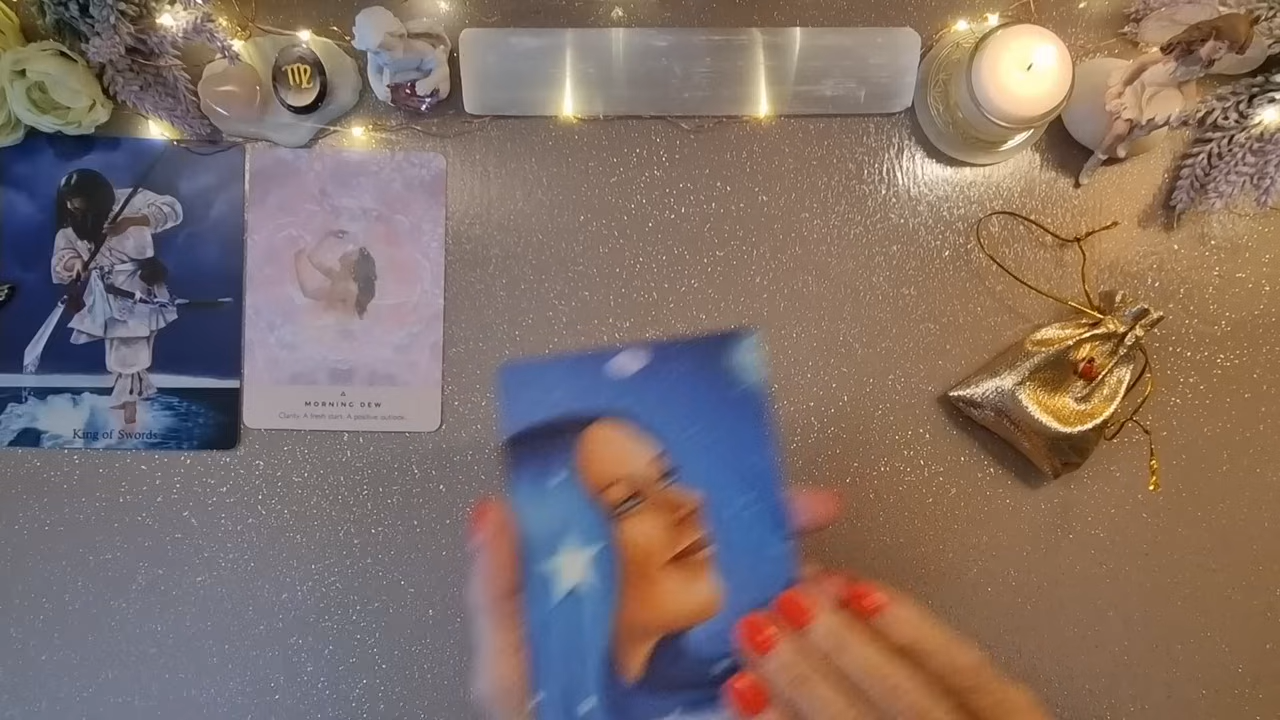 King of Swords
MORNING DEW
Clarity. A fresh start. A positive outlook.